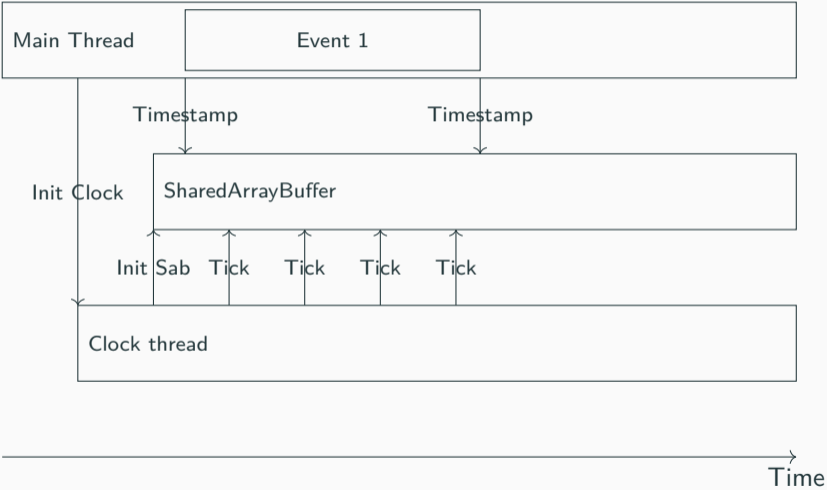 Main Thread
Event 1
Timestamp
Timestamp
Init Clock
SharedArrayBuffer
Init Sab
Tick
Tick
Tick
Tick
Clock thread
Time